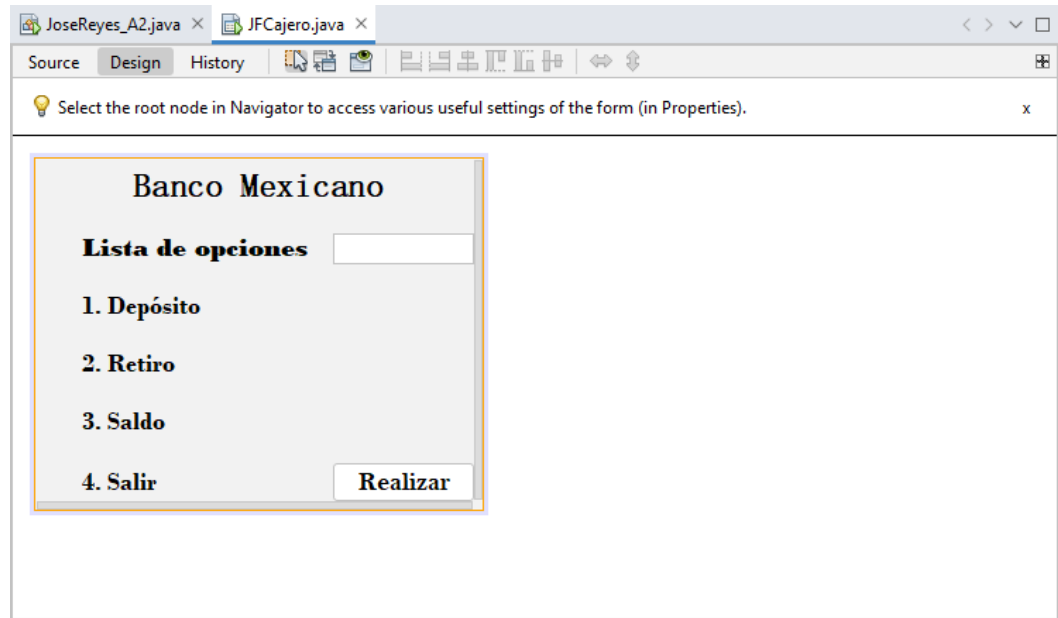 JoseReyes_A2.java × JFCajero.java ×
Source Design History
Select the root node in Navigator to access various useful settings of the form (in Properties). x
Banco Mexicano
Lista de opciones
1. Depósito
2. Retiro
3. Saldo
4. Salir Realizar